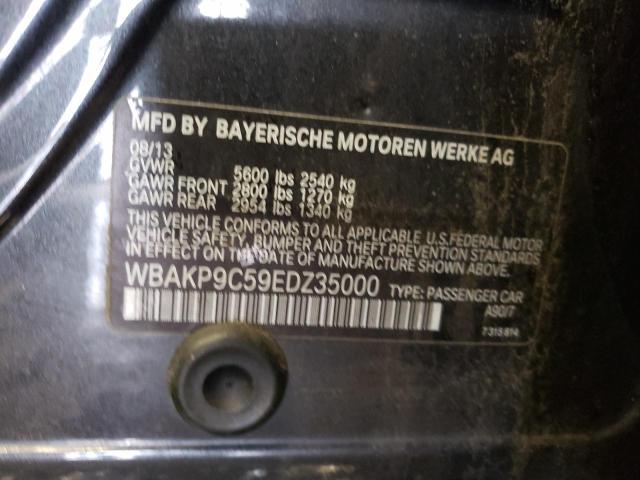 MFD BY BAYERISCHE MOTOREN WERKE AG
08/13
GVWR 5600 lbs 2540 kg
GAWR FRONT 2800 lbs 1270 kg
GAWR REAR 2954 lbs 1340 kg
THIS VEHICLE CONFORMS TO ALL APPLICABLE U.S.FEDERAL MOTOR
VEHICLE SAFETY, BUMPER AND THEFT PREVENTION STANDARDS
IN EFFECT ON THE DATE OF MANUFACTURE SHOWN ABOVE.
WBAKP9C59EDZ35000 TYPE: PASSENGER CAR
A90/7
7315814